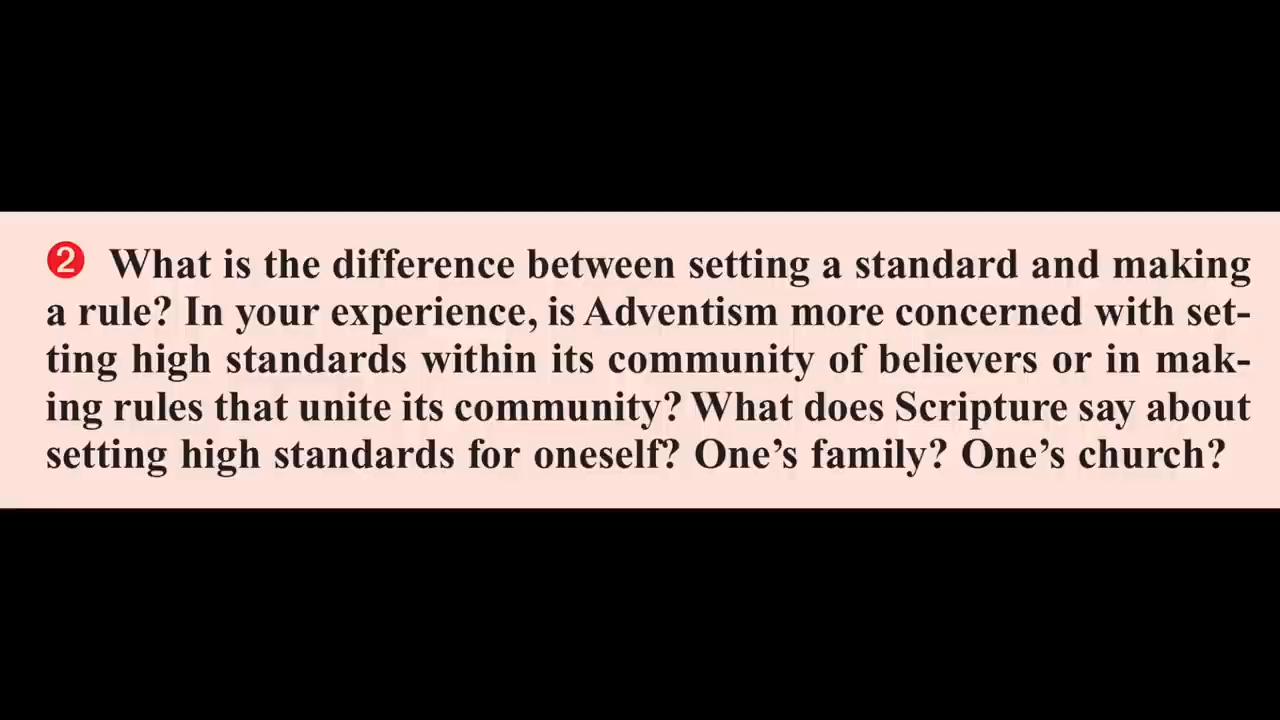 ❷ What is the difference between setting a standard and making
a rule? In your experience, is Adventism more concerned with set-
ting high standards within its community of believers or in mak-
ing rules that unite its community? What does Scripture say about
setting high standards for oneself? One’s family? One’s church?